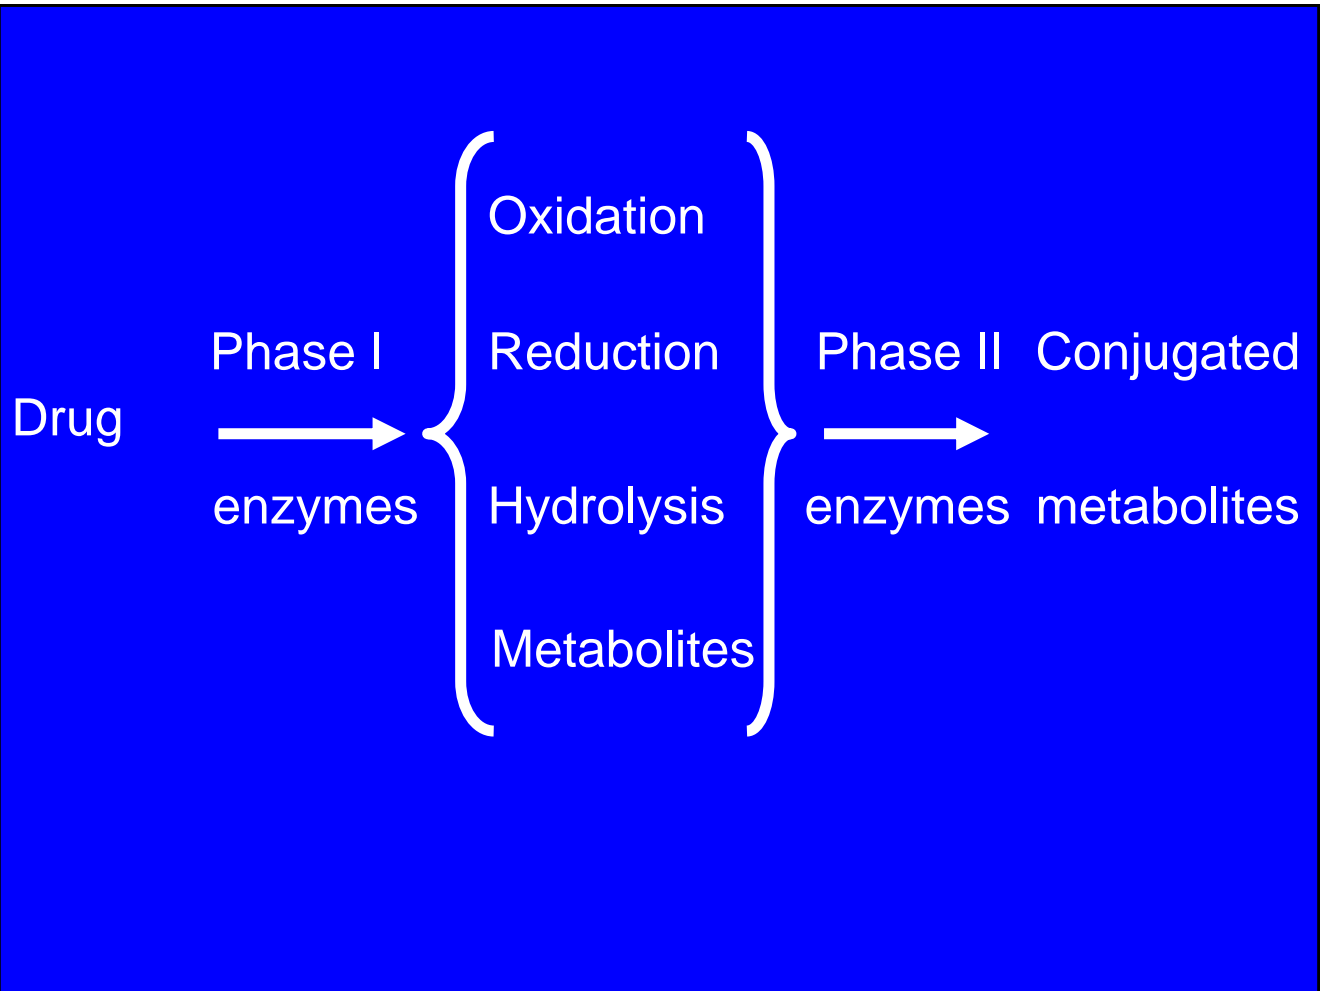 Oxidation
Phase I Reduction Phase II Conjugated
Drug
enzymes Hydrolysis enzymes metabolites
Metabolites